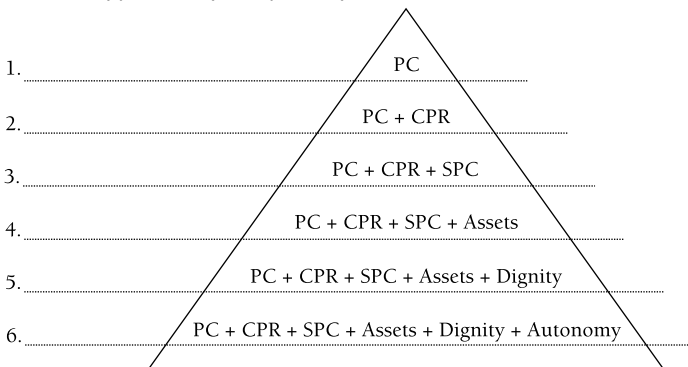 1. PC
2. PC + CPR
3. PC + CPR + SPC
4. PC + CPR + SPC + Assets
5. PC + CPR + SPC + Assets + Dignity
6. PC + CPR + SPC + Assets + Dignity + Autonomy